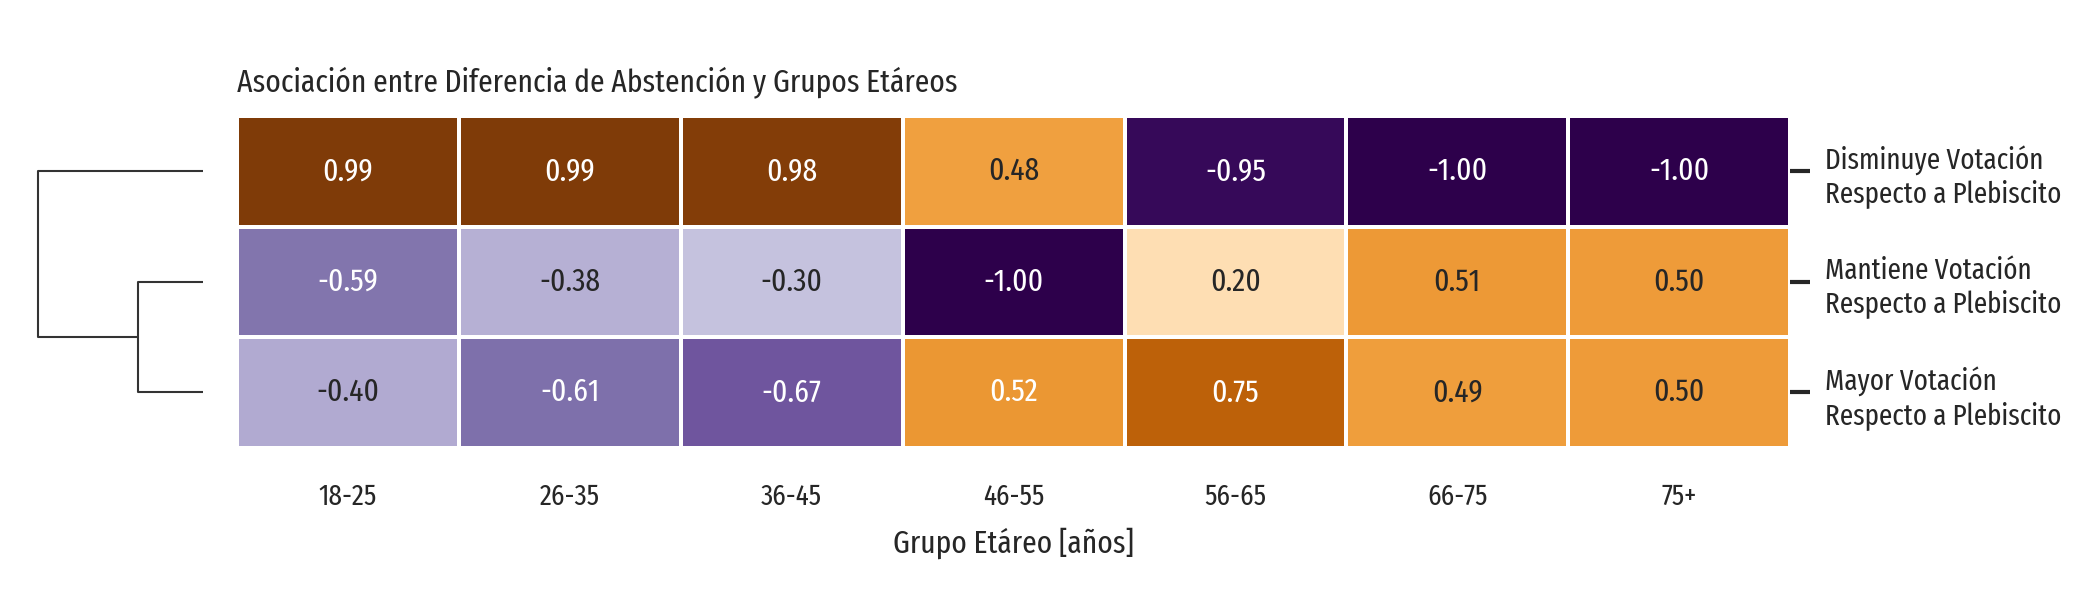 Asociación entre Diferencia de Abstención y Grupos Etáreos
0.99 0.99 0.98 0.48 -0.95 -1.00 -1.00
Disminuye Votación
Respecto a Plebiscito
-0.59 -0.38 -0.30 -1.00 0.20 0.51 0.50
Mantiene Votación
Respecto a Plebiscito
-0.40 -0.61 -0.67 0.52 0.75 0.49 0.50
Mayor Votación
Respecto a Plebiscito
18-25 26-35 36-45 46-55 56-65 66-75 75+
Grupo Etáreo [años]